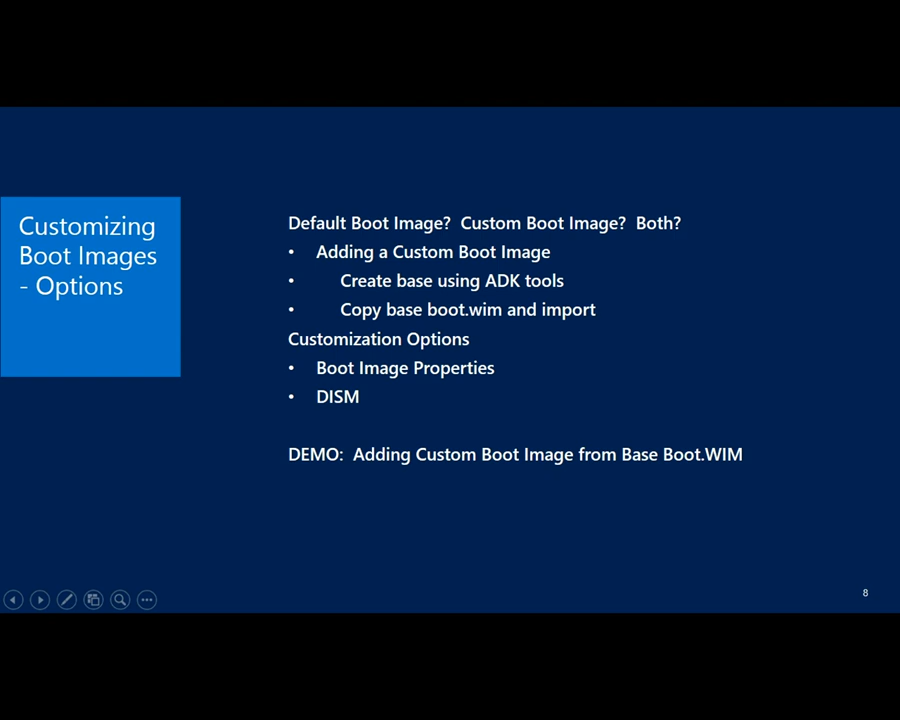 Customizing
Boot Images
- Options
Default Boot Image?  Custom Boot Image?  Both?
• Adding a Custom Boot Image
• Create base using ADK tools
• Copy base boot.wim and import
Customization Options
• Boot Image Properties
• DISM
DEMO:  Adding Custom Boot Image from Base Boot.WIM
8